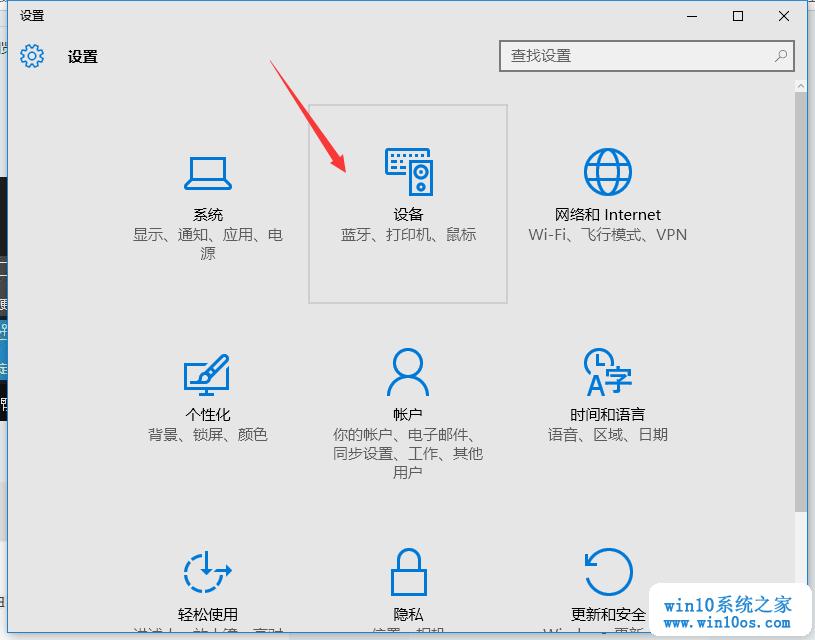 设置
设置
查找设置
系统
显示、通知、应用、电
源
设备
蓝牙、打印机、鼠标
网络和 Internet
Wi-Fi、飞行模式、VPN
个性化
背景、锁屏、颜色
帐户
你的帐户、电子邮件、
同步设置、工作、其他
用户
时间和语言
语音、区域、日期
轻松使用
隐私
更新和安全
win10系统之家
www.win10os.com